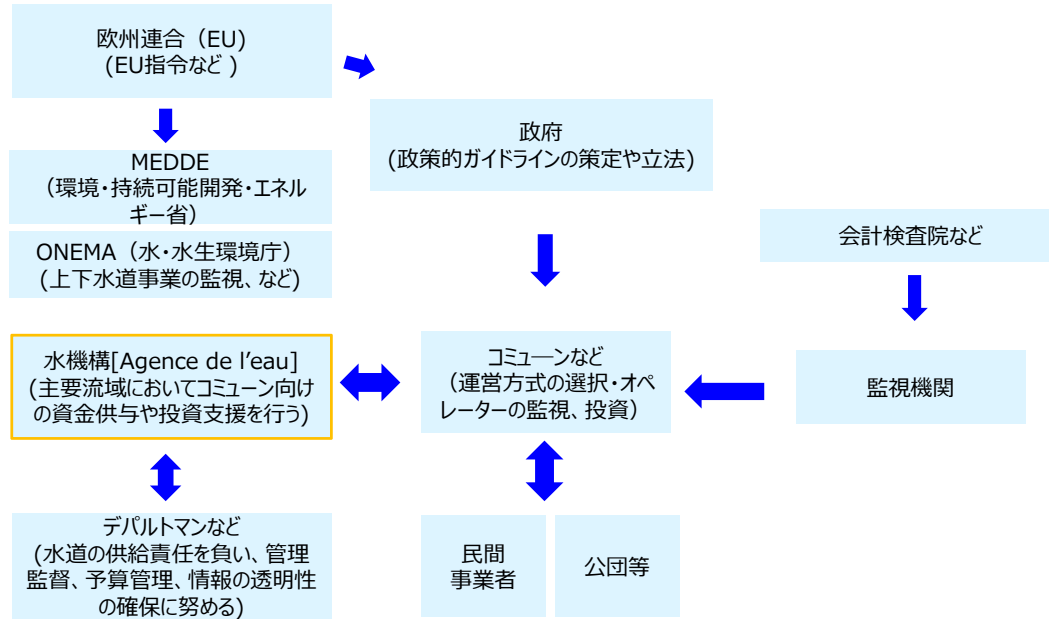 欧州連合（EU)
(EU指令など )
政府
(政策的ガイドラインの策定や立法)
MEDDE
（環境・持続可能開発・エネル
ギー省）
ONEMA（水・水生環境庁）
(上下水道事業の監視、など)
会計検査院など
水機構[Agence de l'eau]
(主要流域においてコミューン向け
の資金供与や投資支援を行う)
コミューンなど
（運営方式の選択・オペ
レーターの監視、投資）
監視機関
デパルトマンなど
(水道の供給責任を負い、管理
監督、予算管理、情報の透明性
の確保に努める)
民間
事業者
公団等